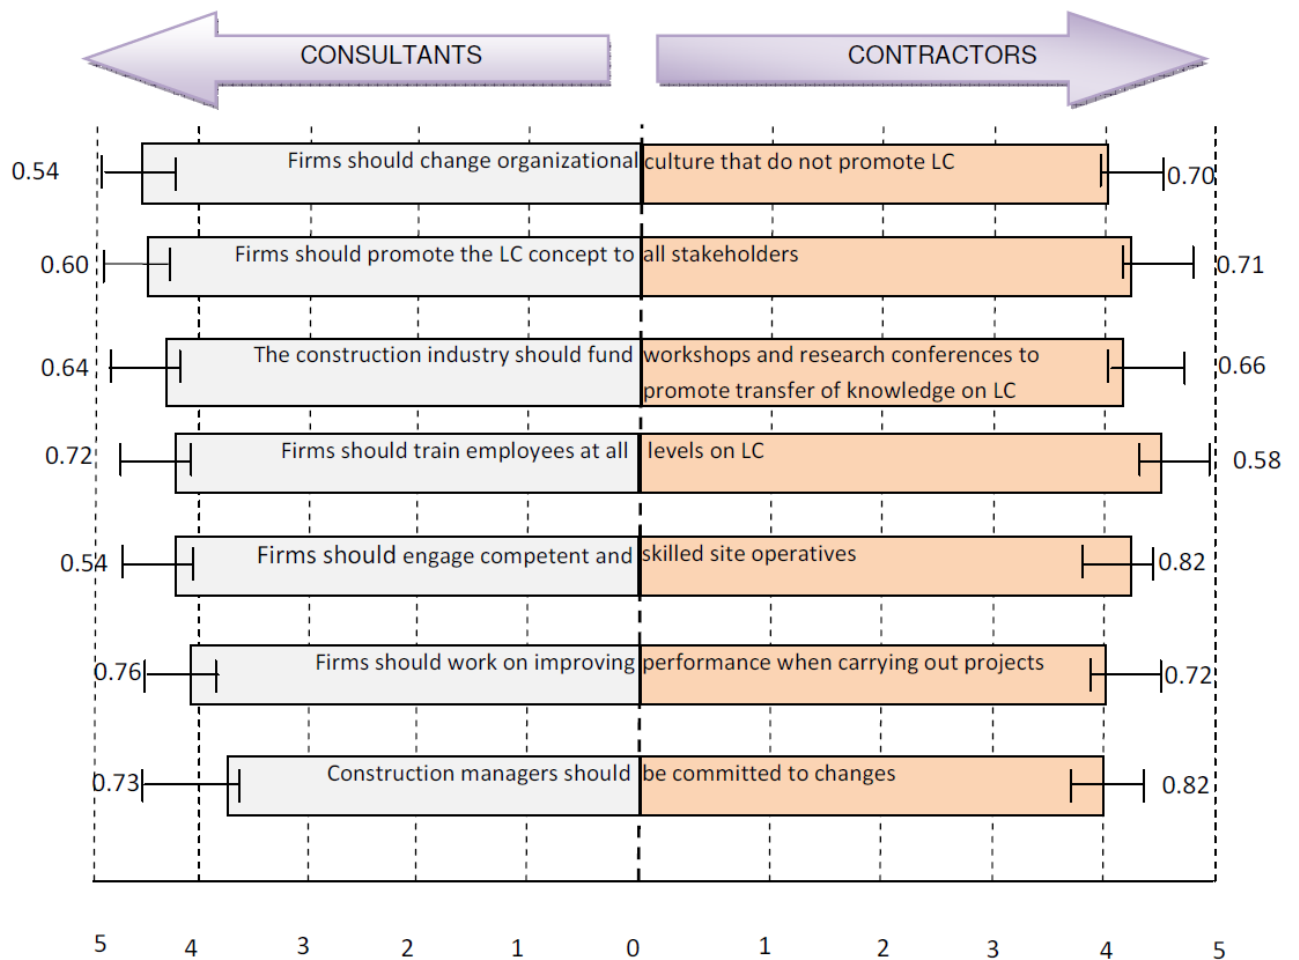 CONSULTANTS CONTRACTORS
0.54 Firms should change organizational culture that do not promote LC 0.70
0.60 Firms should promote the LC concept to all stakeholders 0.71
0.64 The construction industry should fund workshops and research conferences to 0.66
promote transfer of knowledge on LC
0.72 Firms should train employees at all levels on LC 0.58
0.54 Firms should engage competent and skilled site operatives 0.82
0.76 Firms should work on improving performance when carrying out projects 0.72
0.73 Construction managers should be committed to changes 0.82
5 4 3 2 1 0 1 2 3 4 5